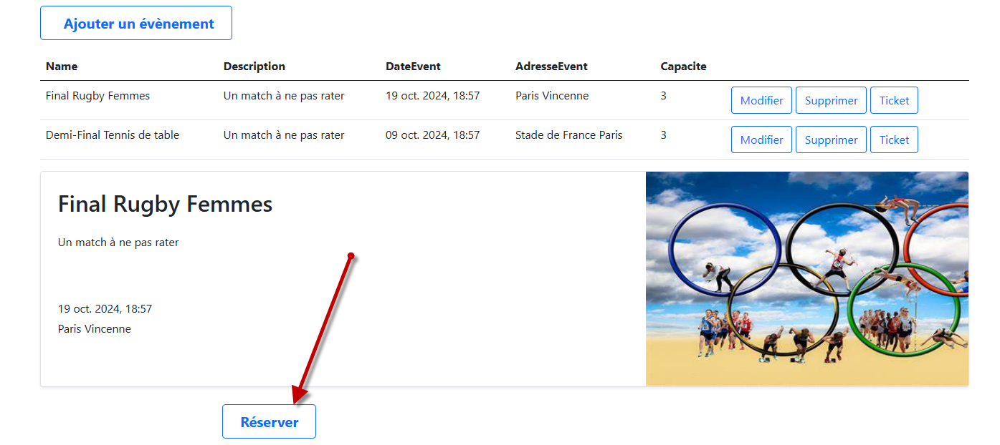 Ajouter un évènement
Name Description DateEvent AdresseEvent Capacite
Final Rugby Femmes Un match à ne pas rater 19 oct. 2024, 18:57 Paris Vincenne 3 Modifier Supprimer Ticket
Demi-Final Tennis de table Un match à ne pas rater 09 oct. 2024, 18:57 Stade de France Paris 3 Modifier Supprimer Ticket
Final Rugby Femmes
Un match à ne pas rater
19 oct. 2024, 18:57
Paris Vincenne
Réserver